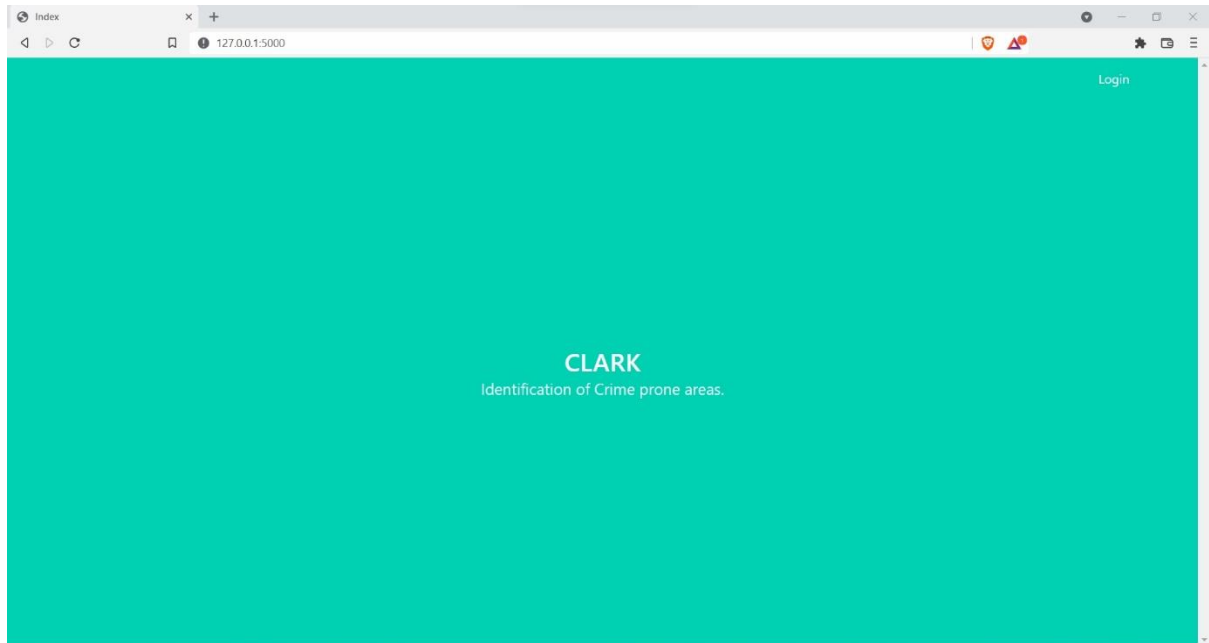 Index
127.0.0.1:5000
Login
CLARK
Identification of Crime prone areas.